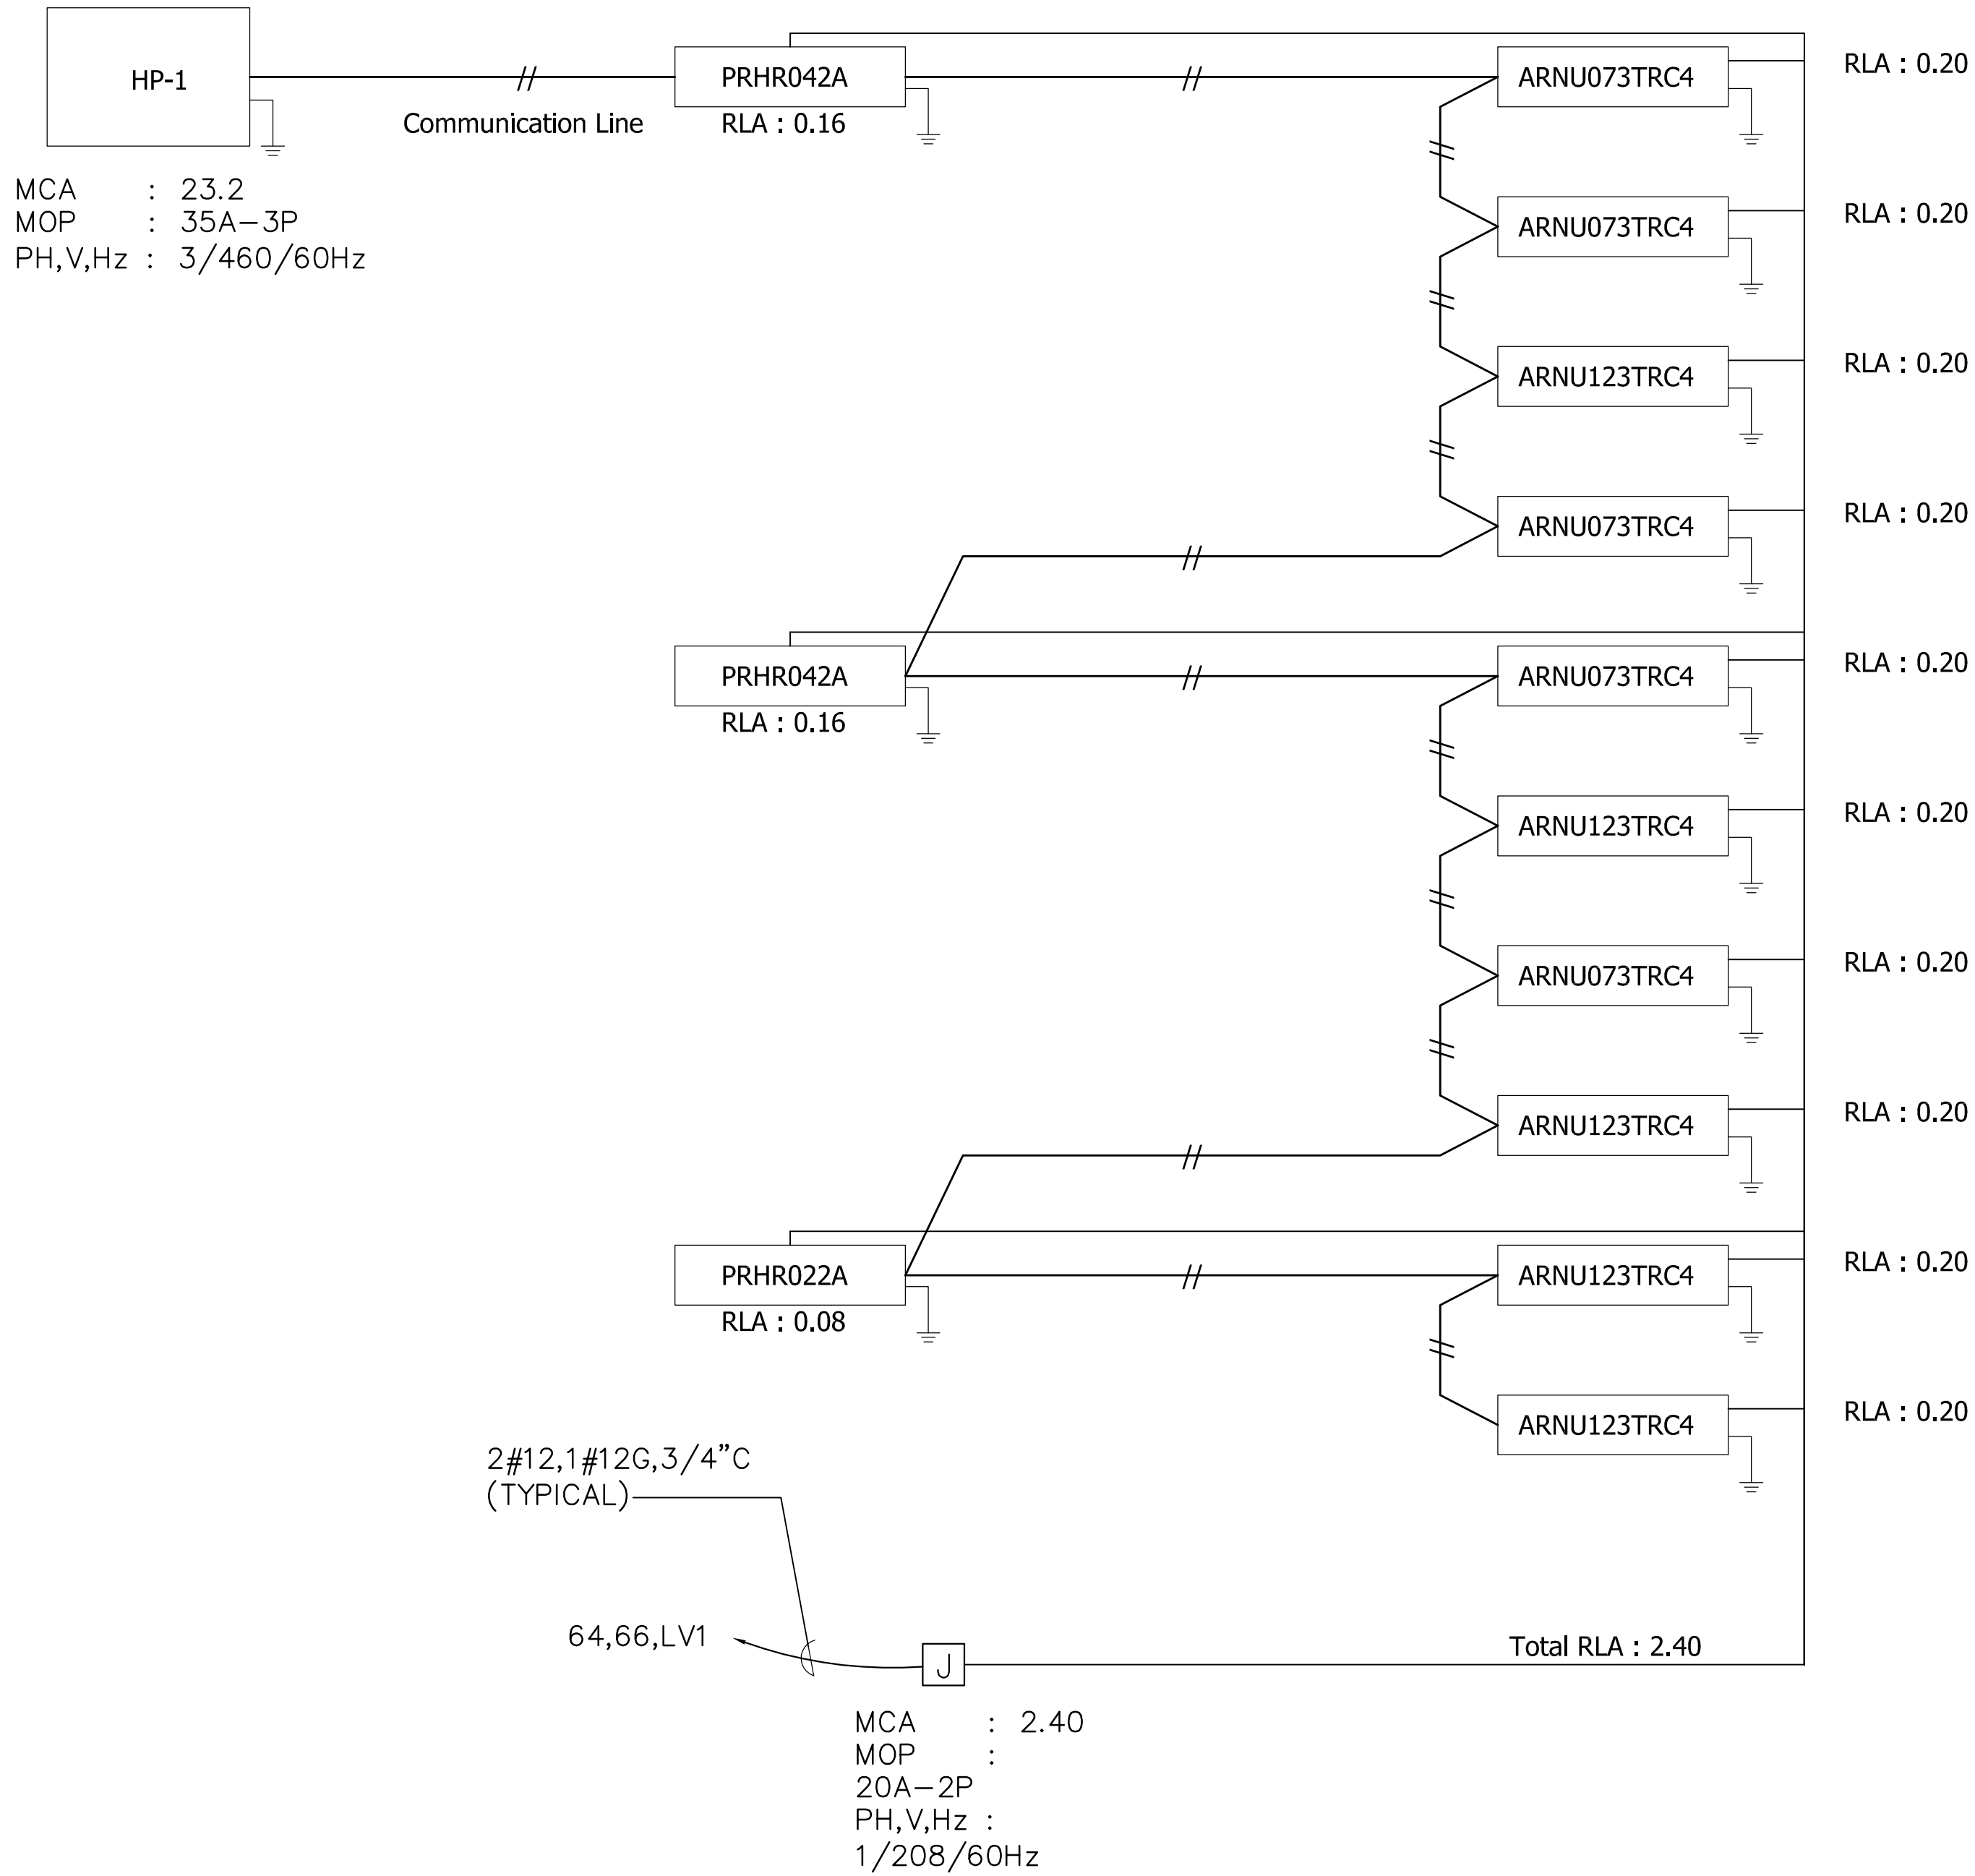 HP-1
Communication Line
PRHR042A
RLA : 0.16
ARNU073TRC4
RLA : 0.20
MCA : 23.2
MOP : 35A-3P
PH,V,Hz : 3/460/60Hz
ARNU073TRC4
RLA : 0.20
ARNU123TRC4
RLA : 0.20
ARNU073TRC4
RLA : 0.20
PRHR042A
RLA : 0.16
ARNU073TRC4
RLA : 0.20
ARNU123TRC4
RLA : 0.20
ARNU073TRC4
RLA : 0.20
ARNU123TRC4
RLA : 0.20
PRHR022A
RLA : 0.08
ARNU123TRC4
RLA : 0.20
ARNU123TRC4
RLA : 0.20
2#12,1#12G,3/4”C
(TYPICAL)
64,66,LV1
J
Total RLA : 2.40
MCA : 2.40
MOP :
20A-2P
PH,V,Hz :
1/208/60Hz